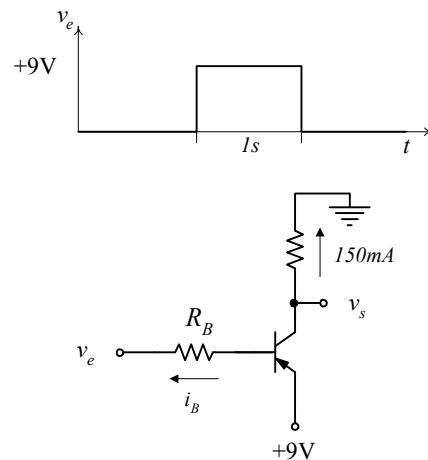 v_e
+9V
1s
t
150mA
v_s
R_B
v_e
i_B
+9V